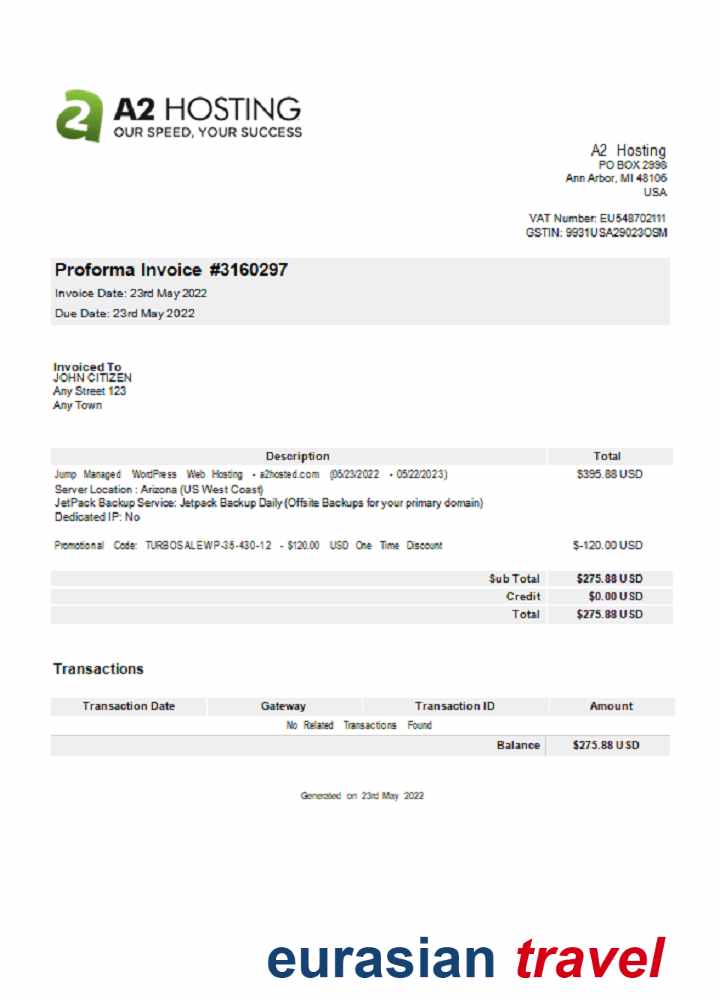 a2 A2 HOSTING
OUR SPEED, YOUR SUCCESS
A2 Hosting
PO BOX 2998
Ann Arbor, MI 48106
USA
VAT Number: EU548702111
GSTIN: 9931USA29023OSM
Proforma Invoice #3160297
Invoice Date: 23rd May 2022
Due Date: 23rd May 2022
Invoiced To
JOHN CITIZEN
Any Street 123
Any Town
Description Total
Jump Managed WordPress Web Hosting - a2hosted.com (05/23/2022 - 05/22/2023) $395.88 USD
Server Location : Arizona (US West Coast)
JetPack Backup Service: Jetpack Backup Daily (Offsite Backups for your primary domain)
Dedicated IP: No
Promotional Code: TURBOSALEWP-35-430-12 - $120.00 USD One Time Discount $-120.00 USD
Sub Total $275.88 USD
Credit $0.00 USD
Total $275.88 USD
Transactions
Transaction Date Gateway Transaction ID Amount
No Related Transactions Found
Balance $275.88 USD
Generated on 23rd May 2022
eurasian travel